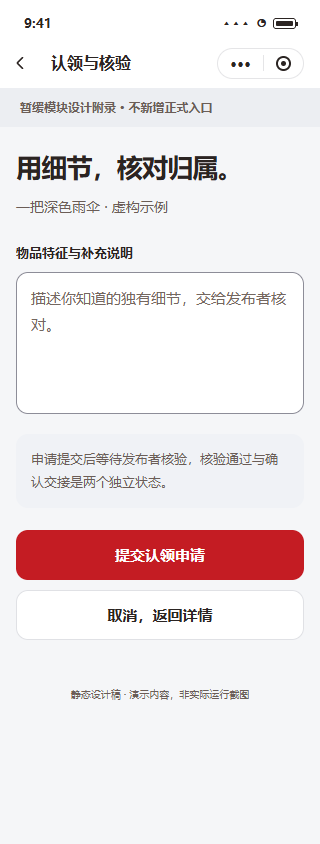 9:41
认领与核验
暂缓模块设计附录 • 不新增正式入口
用细节，核对归属。
一把深色雨伞 · 虚构示例
物品特征与补充说明
描述你知道的独有细节，交给发布者核
对。
申请提交后等待发布者核验，核验通过与确
认交接是两个独立状态。
提交认领申请
取消，返回详情
静态设计稿 · 演示内容，非实际运行截图